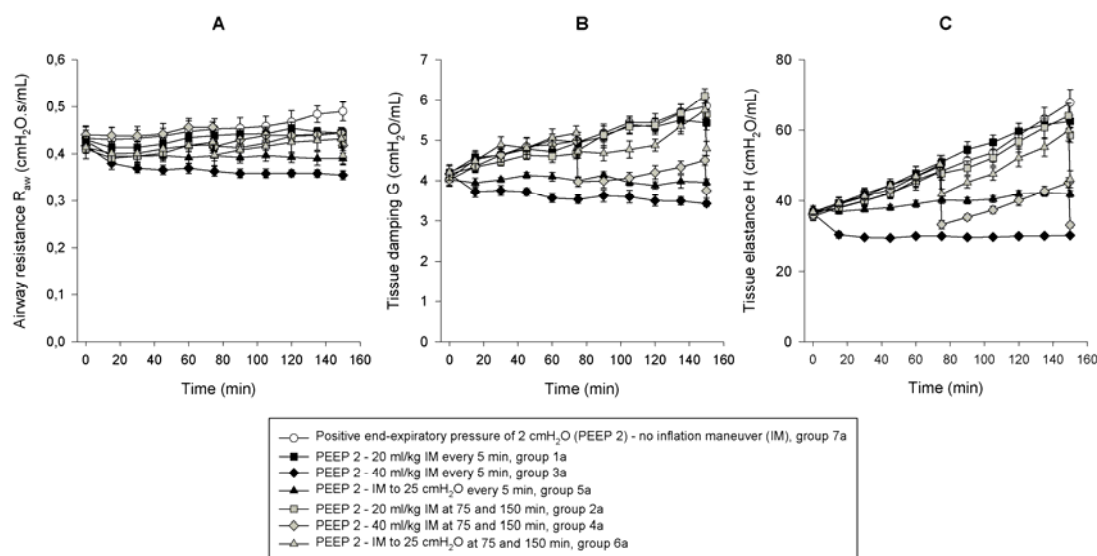 A
B
C
Airway resistance Raw (cmH2O.s/mL)
0,6
0,5
0,4
0,3
0,2
0,1
0,0
0 20 40 60 80 100 120 140 160
Time (min)
Tissue damping G (cmH2O/mL)
7
6
5
4
3
2
1
0
0 20 40 60 80 100 120 140 160
Time (min)
Tissue elastance H (cmH2O/mL)
80
60
40
20
0
0 20 40 60 80 100 120 140 160
Time (min)
Positive end-expiratory pressure of 2 cmH2O (PEEP 2) - no inflation maneuver (IM), group 7a
PEEP 2 - 20 ml/kg IM every 5 min, group 1a
PEEP 2 - 40 ml/kg IM every 5 min, group 3a
PEEP 2 - IM to 25 cmH2O every 5 min, group 5a
PEEP 2 - 20 ml/kg IM at 75 and 150 min, group 2a
PEEP 2 - 40 ml/kg IM at 75 and 150 min, group 4a
PEEP 2 - IM to 25 cmH2O at 75 and 150 min, group 6a